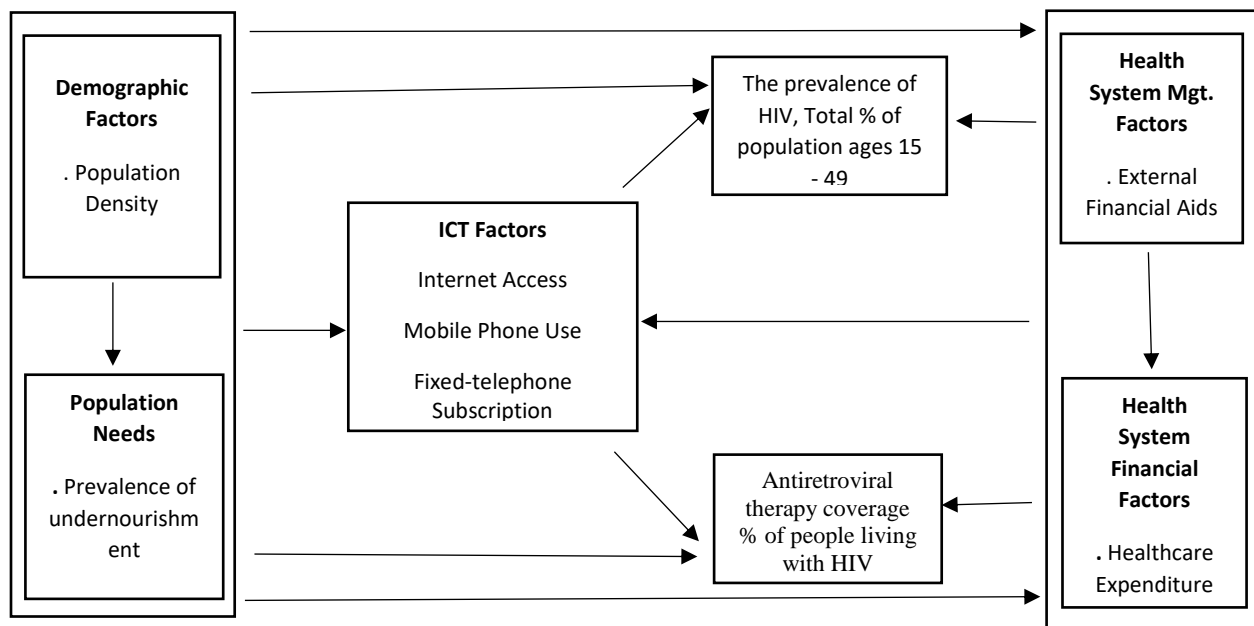 Demographic
Factors
. Population
Density
Population
Needs
. Prevalence of
undernourishm
ent
ICT Factors
Internet Access
Mobile Phone Use
Fixed-telephone
Subscription
The prevalence of
HIV, Total % of
population ages 15
- 49
Antiretroviral
therapy coverage
% of people living
with HIV
Health
System Mgt.
Factors
. External
Financial Aids
Health
System
Financial
Factors
. Healthcare
Expenditure